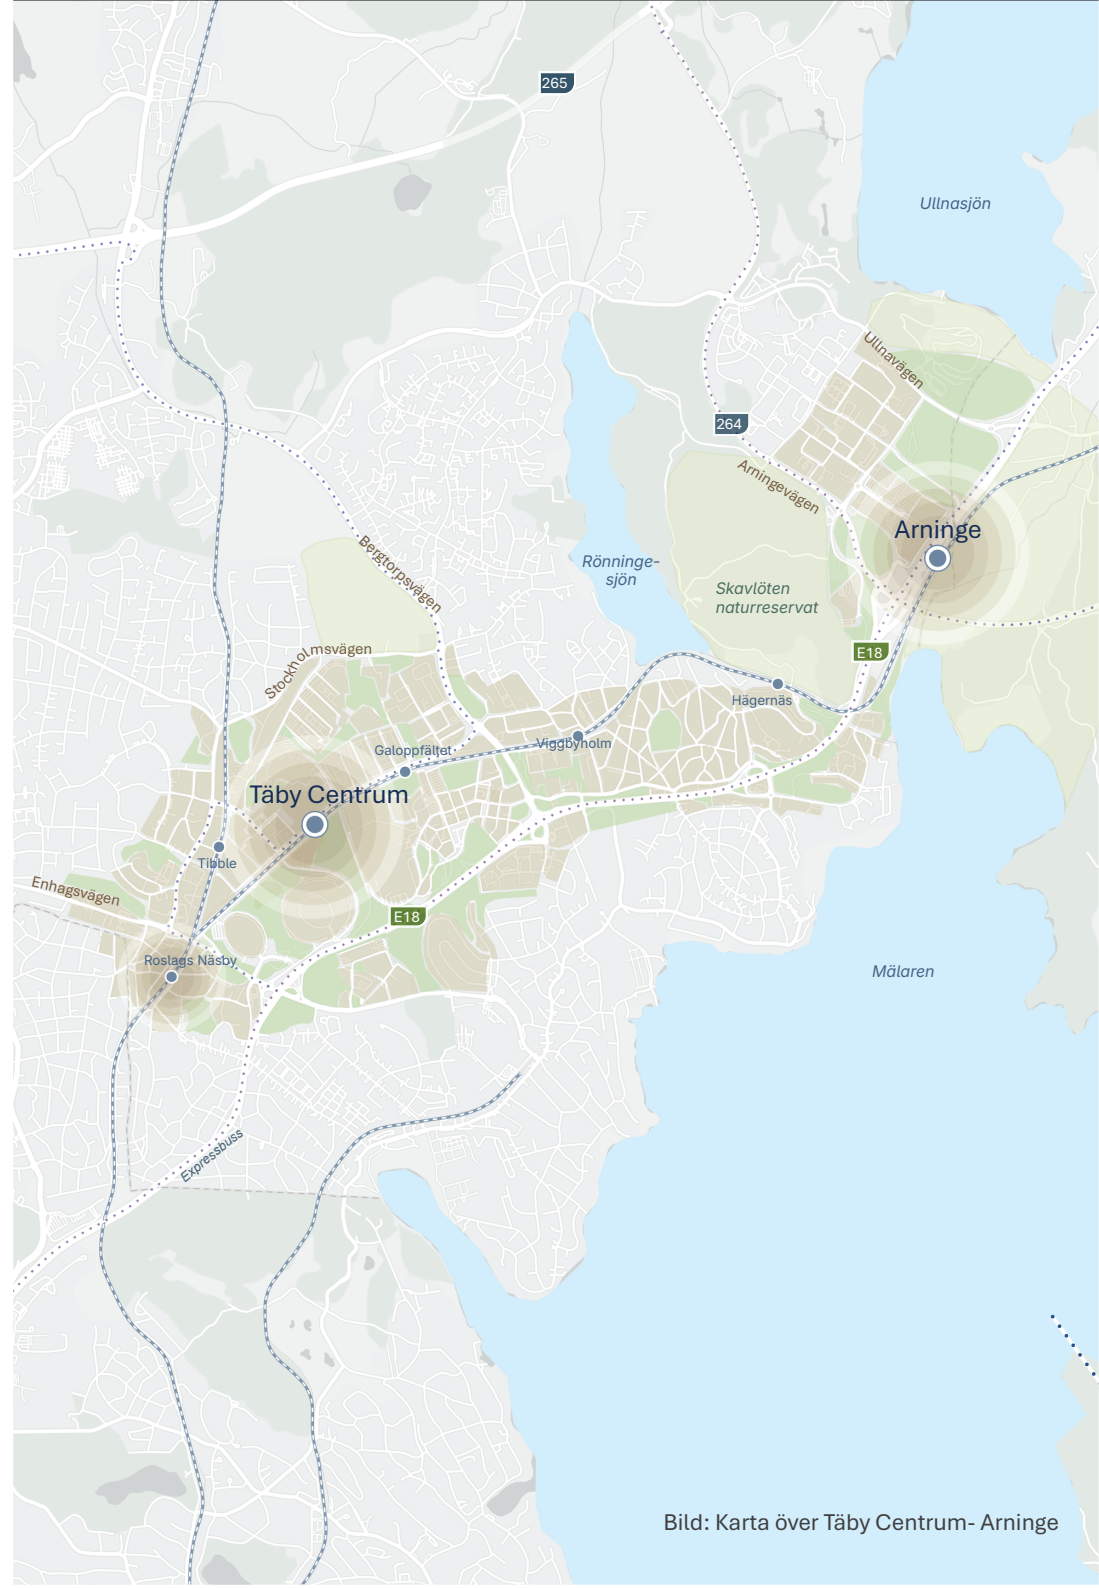 265
Ullnasjön
Ullnavägen
264
Arningevägen
Arninge
Bergtorpsvägen
Rönninge-
sjön
Skavlöten
naturreservat
Stockholmsvägen
E18
Hägernäs
Viggbyholm
Galoppfältet
Täby Centrum
Tibble
Enhagsvägen
E18
Roslags Näsby
Mälaren
Expressbuss
Bild: Karta över Täby Centrum- Arninge